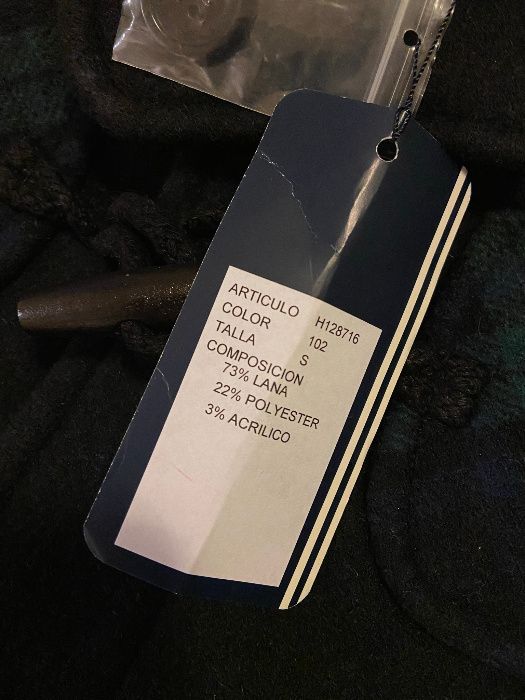 ARTICULO H128716
COLOR 102
TALLA S
COMPOSICION
73% LANA
22% POLYESTER
3% ACRILICO